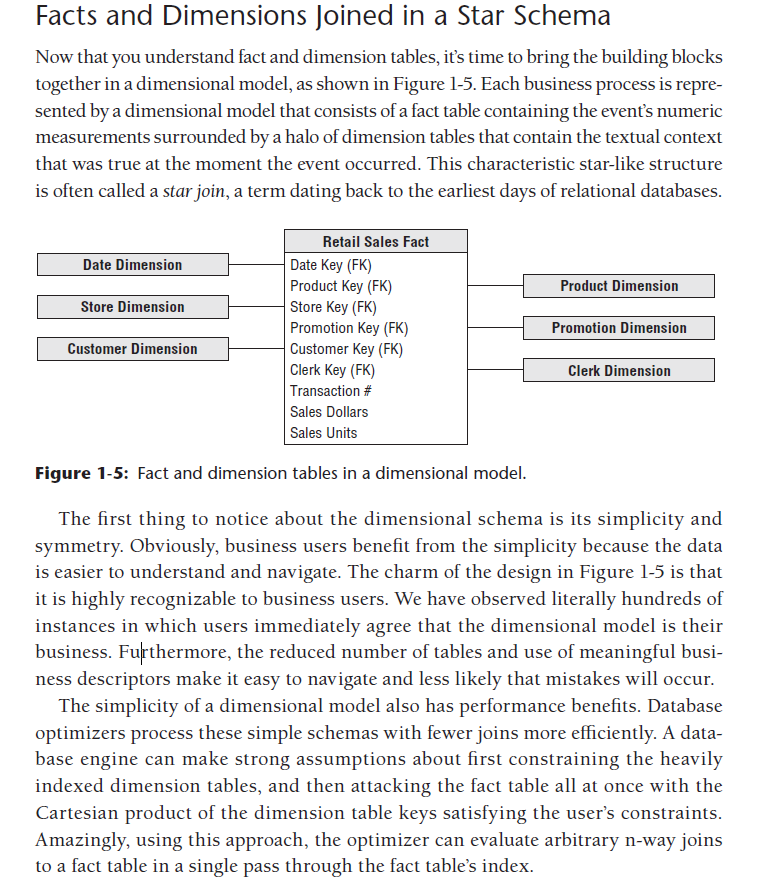 Facts and Dimensions Joined in a Star Schema
Now that you understand fact and dimension tables, it's time to bring the building blocks
together in a dimensional model, as shown in Figure 1-5. Each business process is repre-
sented by a dimensional model that consists of a fact table containing the event's numeric
measurements surrounded by a halo of dimension tables that contain the textual context
that was true at the moment the event occurred. This characteristic star-like structure
is often called a star join, a term dating back to the earliest days of relational databases.
Date Dimension
Store Dimension
Customer Dimension
Retail Sales Fact
Date Key (FK)
Product Key (FK)
Store Key (FK)
Promotion Key (FK)
Customer Key (FK)
Clerk Key (FK)
Transaction #
Sales Dollars
Sales Units
Product Dimension
Promotion Dimension
Clerk Dimension
Figure 1-5: Fact and dimension tables in a dimensional model.
The first thing to notice about the dimensional schema is its simplicity and
symmetry. Obviously, business users benefit from the simplicity because the data
is easier to understand and navigate. The charm of the design in Figure 1-5 is that
it is highly recognizable to business users. We have observed literally hundreds of
instances in which users immediately agree that the dimensional model is their
business. Furthermore, the reduced number of tables and use of meaningful busi-
ness descriptors make it easy to navigate and less likely that mistakes will occur.
The simplicity of a dimensional model also has performance benefits. Database
optimizers process these simple schemas with fewer joins more efficiently. A data-
base engine can make strong assumptions about first constraining the heavily
indexed dimension tables, and then attacking the fact table all at once with the
Cartesian product of the dimension table keys satisfying the user's constraints.
Amazingly, using this approach, the optimizer can evaluate arbitrary n-way joins
to a fact table in a single pass through the fact table's index.